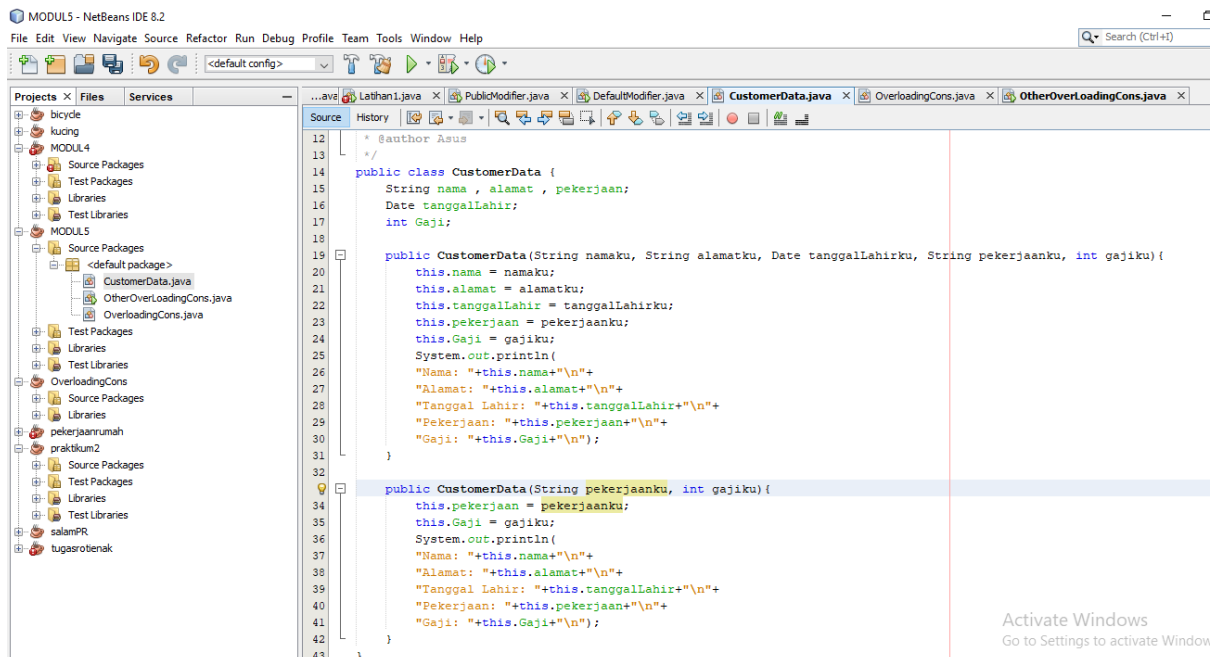 MODUL5 - NetBeans IDE 8.2
File Edit View Navigate Source Refactor Run Debug Profile Team Tools Window Help
Search (Ctrl+I)
<default config>
Projects × Files Services
...ava Latihan1.java × PublicModifier.java × DefaultModifier.java × CustomerData.java × OverloadingCons.java × OtherOverLoadingCons.java ×
Source History
bicycle
kucing
MODUL4
Source Packages
Test Packages
Libraries
Test Libraries
MODUL5
Source Packages
<default package>
CustomerData.java
OtherOverLoadingCons.java
OverloadingCons.java
Test Packages
Libraries
Test Libraries
OverloadingCons
Source Packages
Libraries
pekerjaanrumah
praktikum2
Source Packages
Test Packages
Libraries
Test Libraries
salamPR
tugasrotienak
12 * @author Asus
13 */
14 public class CustomerData {
15 String nama , alamat , pekerjaan;
16 Date tanggalLahir;
17 int Gaji;
18
19 public CustomerData(String namaku, String alamatku, Date tanggalLahirku, String pekerjaanku, int gajiku){
20 this.nama = namaku;
21 this.alamat = alamatku;
22 this.tanggalLahir = tanggalLahirku;
23 this.pekerjaan = pekerjaanku;
24 this.Gaji = gajiku;
25 System.out.println(
26 "Nama: "+this.nama+"\n"+
27 "Alamat: "+this.alamat+"\n"+
28 "Tanggal Lahir: "+this.tanggalLahir+"\n"+
29 "Pekerjaan: "+this.pekerjaan+"\n"+
30 "Gaji: "+this.Gaji+"\n");
31 }
32
public CustomerData(String pekerjaanku, int gajiku){
34 this.pekerjaan = pekerjaanku;
35 this.Gaji = gajiku;
36 System.out.println(
37 "Nama: "+this.nama+"\n"+
38 "Alamat: "+this.alamat+"\n"+
39 "Tanggal Lahir: "+this.tanggalLahir+"\n"+
40 "Pekerjaan: "+this.pekerjaan+"\n"+
41 "Gaji: "+this.Gaji+"\n");
42 }
43 }
Activate Windows
Go to Settings to activate Window